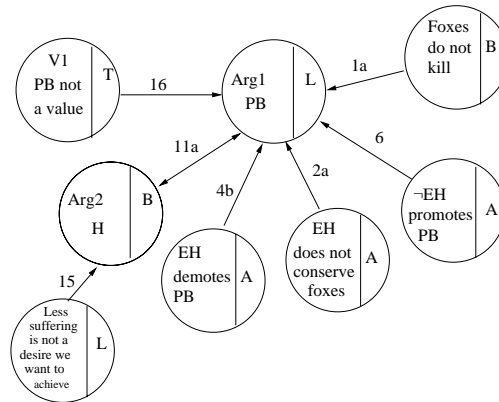 V1
PB not
a value
T
16
Arg1
PB
L
1a
Foxes
do not
kill
B
11a
6
Arg2
H
B
4b
2a
¬EH
promotes
PB
A
EH
demotes
PB
A
EH
does not
conserve
foxes
A
15
Less
suffering
is not a
desire we
want to
achieve
L